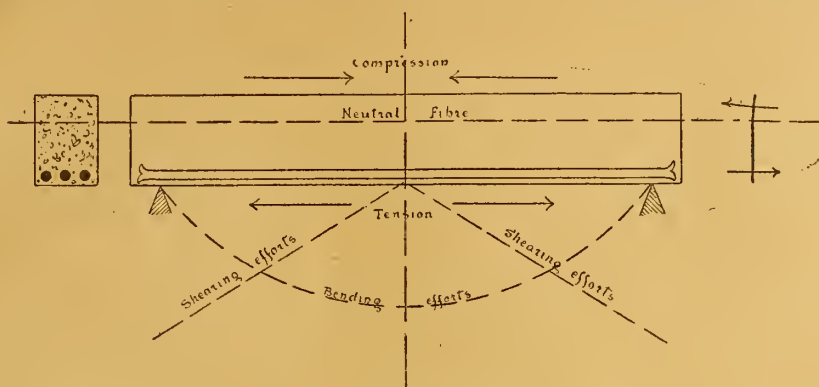 Compression
Neutral Fibre
Tension
Shearing efforts
Shearing efforts
Bending efforts